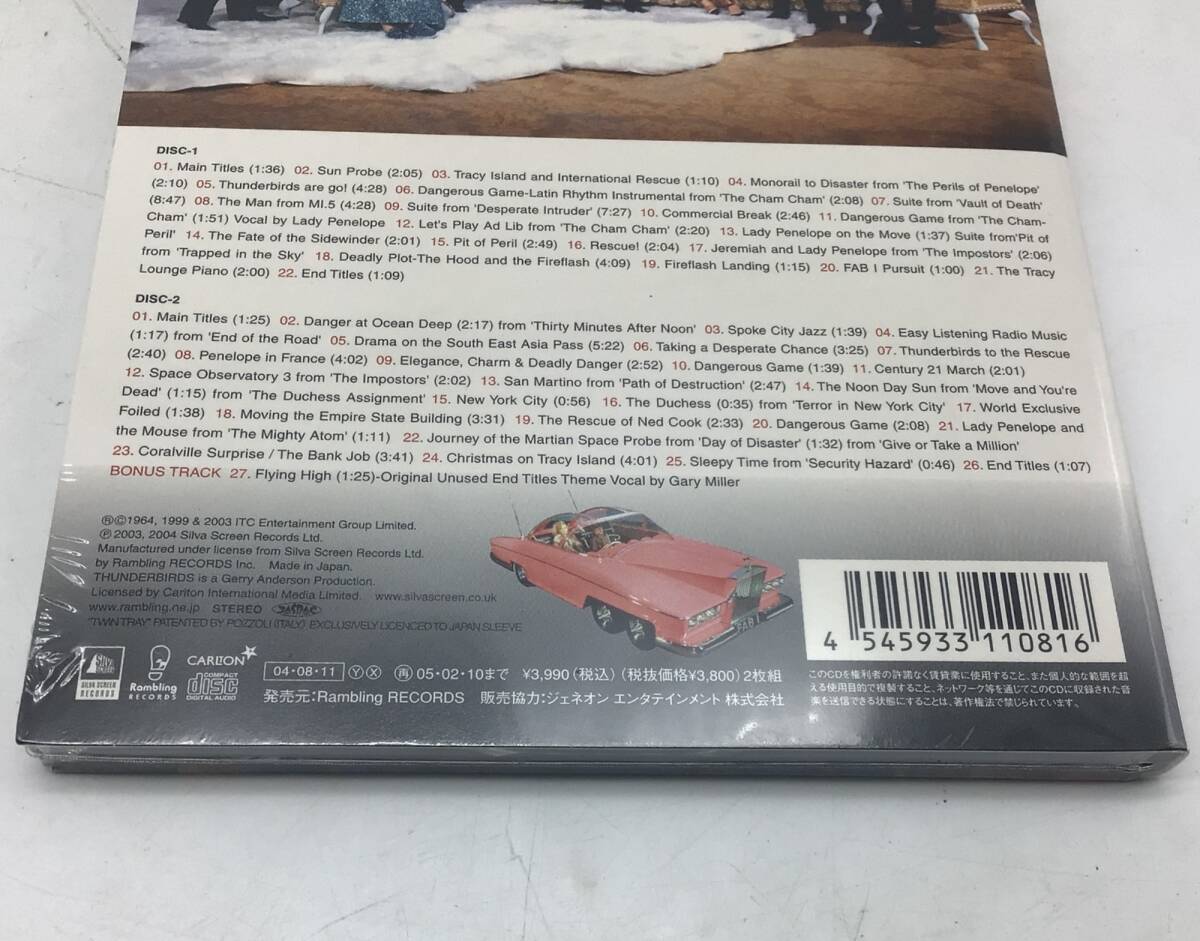 DISC-1
01. Main Titles (1:36) 02. Sun Probe (2:05) 03. Tracy Island and International Rescue (1:10) 04. Monorail to Disaster from 'The Perils of Penelope'
(2:10) 05. Thunderbirds are go! (4:28) 06. Dangerous Game-Latin Rhythm Instrumental from 'The Cham Cham' (2:08) 07. Suite from 'Vault of Death'
(8:47) 08. The Man from MI.5 (4:28) 09. Suite from 'Desperate Intruder' (7:27) 10. Commercial Break (2:46) 11. Dangerous Game from 'The Cham-
Cham' (1:51) Vocal by Lady Penelope 12. Let's Play Ad Lib from 'The Cham Cham' (2:20) 13. Lady Penelope on the Move (1:37) Suite from'Pit of
Peril' 14. The Fate of the Sidewinder (2:01) 15. Pit of Peril (2:49) 16. Rescue! (2:04) 17. Jeremiah and Lady Penelope from 'The Impostors' (2:06)
from 'Trapped in the Sky' 18. Deadly Plot-The Hood and the Fireflash (4:09) 19. Fireflash Landing (1:15) 20. FAB I Pursuit (1:00) 21. The Tracy
Lounge Piano (2:00) 22. End Titles (1:09)
DISC-2
01. Main Titles (1:25) 02. Danger at Ocean Deep (2:17) from 'Thirty Minutes After Noon' 03. Spoke City Jazz (1:39) 04. Easy Listening Radio Music
(1:17) from 'End of the Road' 05. Drama on the South East Asia Pass (5:22) 06. Taking a Desperate Chance (3:25) 07. Thunderbirds to the Rescue
(2:40) 08. Penelope in France (4:02) 09. Elegance, Charm & Deadly Danger (2:52) 10. Dangerous Game (1:39) 11. Century 21 March (2:01)
12. Space Observatory 3 from 'The Impostors' (2:02) 13. San Martino from 'Path of Destruction' (2:47) 14. The Noon Day Sun from 'Move and You're
Dead' (1:15) from 'The Duchess Assignment' 15. New York City (0:56) 16. The Duchess (0:35) from 'Terror in New York City' 17. World Exclusive
Foiled (1:38) 18. Moving the Empire State Building (3:31) 19. The Rescue of Ned Cook (2:33) 20. Dangerous Game (2:08) 21. Lady Penelope and
the Mouse from 'The Mighty Atom' (1:11) 22. Journey of the Martian Space Probe from 'Day of Disaster' (1:32) from 'Give or Take a Million'
23. Coralville Surprise / The Bank Job (3:41) 24. Christmas on Tracy Island (4:01) 25. Sleepy Time from 'Security Hazard' (0:46) 26. End Titles (1:07)
BONUS TRACK 27. Flying High (1:25)-Original Unused End Titles Theme Vocal by Gary Miller
®©1964, 1999 & 2003 ITC Entertainment Group Limited.
℗2003, 2004 Silva Screen Records Ltd.
Manufactured under license from Silva Screen Records Ltd.
by Rambling RECORDS Inc. Made in Japan.
THUNDERBIRDS is a Gerry Anderson Production.
Licensed by Carlton International Media Limited. www.silvascreen.co.uk
www.rambling.ne.jp STEREO JASRAC
"TWIN TRAY" PATENTED BY POZZOLI (ITALY) EXCLUSIVELY LICENCED TO JAPAN SLEEVE
FAB 1
4 545933 110816
Silva SILVA SCREEN RECORDS
Rambling RECORDS
CARLTON
COMPACT disc DIGITAL AUDIO
04・08・11 Ⓨ Ⓧ 再 05・02・10まで ¥3,990(税込)(税抜価格¥3,800)2枚組
発売元:Rambling RECORDS 販売協力:ジェネオン エンタテインメント 株式会社
このCDを権利者の許諾なく賃貸業に使用すること、また個人的な範囲を超
える使用目的で複製すること、ネットワーク等を通じてこのCDに収録された音
楽を送信できる状態にすることは、著作権法で禁じられています。